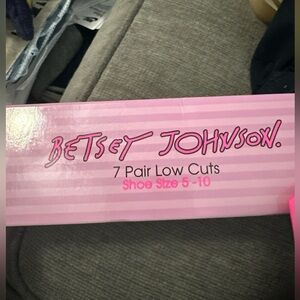 BETSEY JOHNSON.
7 Pair Low Cuts
Shoe Size 5-10